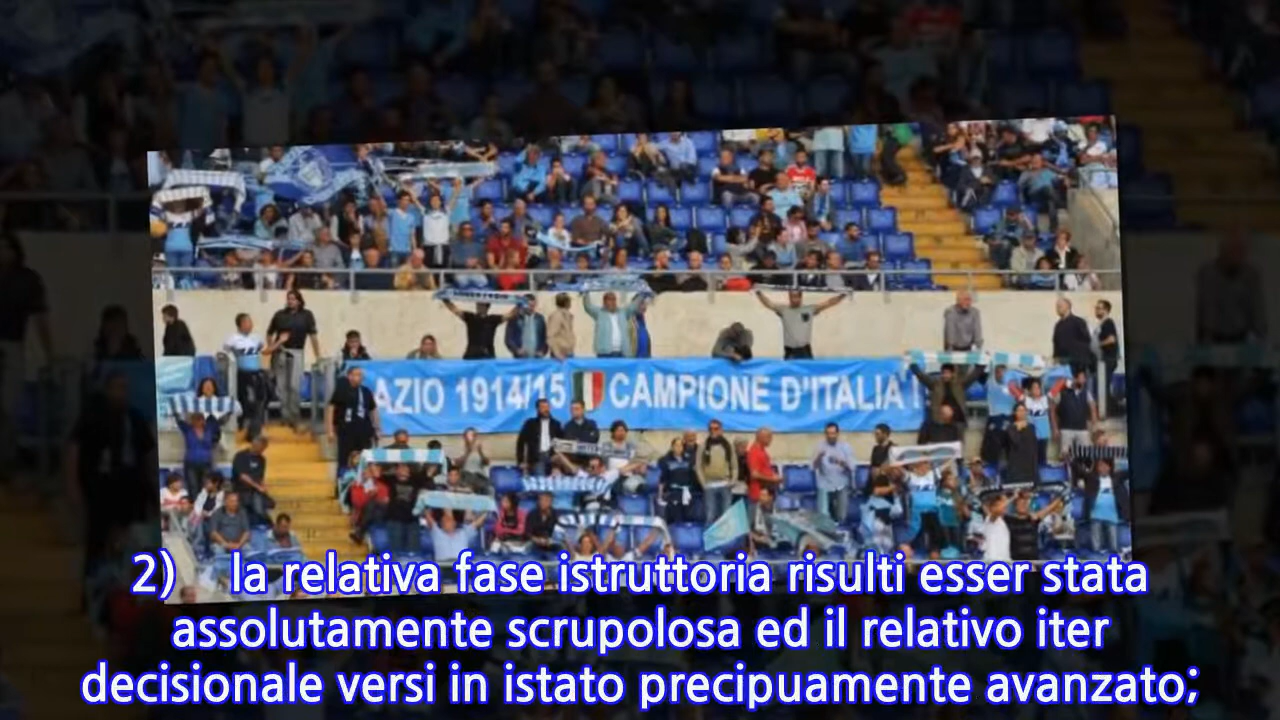 AZIO 1914/15 CAMPIONE D'ITALIA
2) la relativa fase istruttoria risulti esser stata
assolutamente scrupolosa ed il relativo iter
decisionale versi in istato precipuamente avanzato;